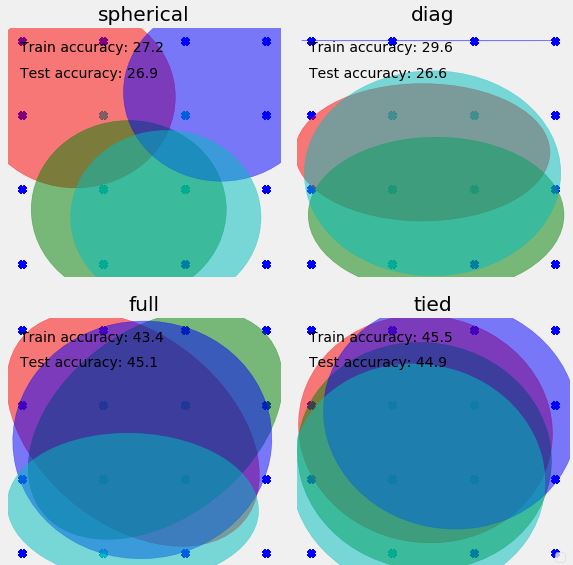 spherical
Train accuracy: 27.2
Test accuracy: 26.9
diag
Train accuracy: 29.6
Test accuracy: 26.6
full
Train accuracy: 43.4
Test accuracy: 45.1
tied
Train accuracy: 45.5
Test accuracy: 44.9